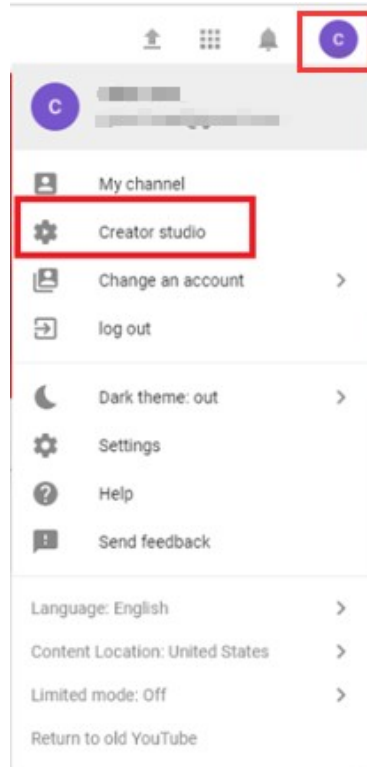 C
C
My channel
Creator studio
Change an account
log out
Dark theme: out
Settings
Help
Send feedback
Language: English
Content Location: United States
Limited mode: Off
Return to old YouTube